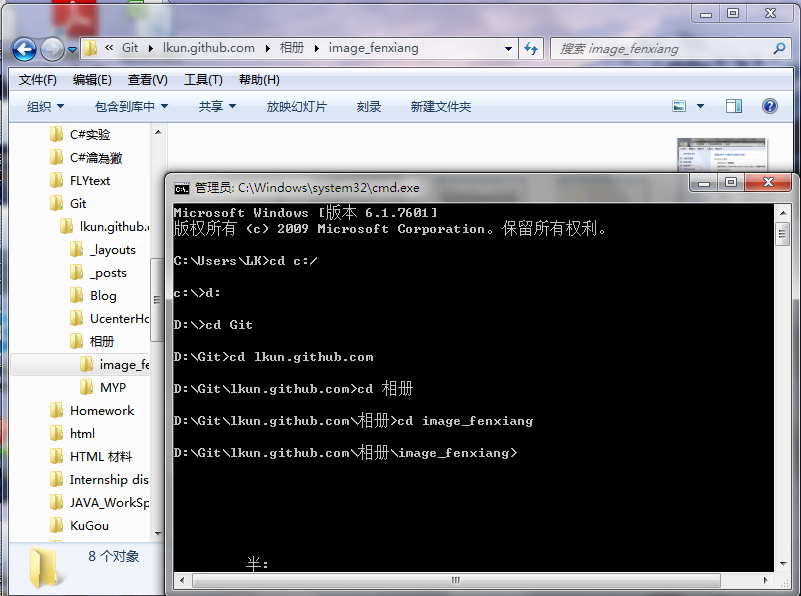 « Git ▸ lkun.github.com ▸ 相册 ▸ image_fenxiang
搜索 image_fenxiang
文件(F) 编辑(E) 查看(V) 工具(T) 帮助(H)
组织 包含到库中 共享 放映幻灯片 刻录 新建文件夹
C#实验
FLYtext
Git
lkun.github.
_layouts
_posts
Blog
UcenterHo
相册
image_fe
MYP
Homework
html
HTML 材料
Internship dis
JAVA_WorkSp
KuGou
8 个对象
管理员: C:\Windows\system32\cmd.exe
Microsoft Windows [版本 6.1.7601]
版权所有 (c) 2009 Microsoft Corporation。保留所有权利。
C:\Users\LK>cd c:/
c:\>d:
D:\>cd Git
D:\Git>cd lkun.github.com
D:\Git\lkun.github.com>cd 相册
D:\Git\lkun.github.com\相册>cd image_fenxiang
D:\Git\lkun.github.com\相册\image_fenxiang>
半: